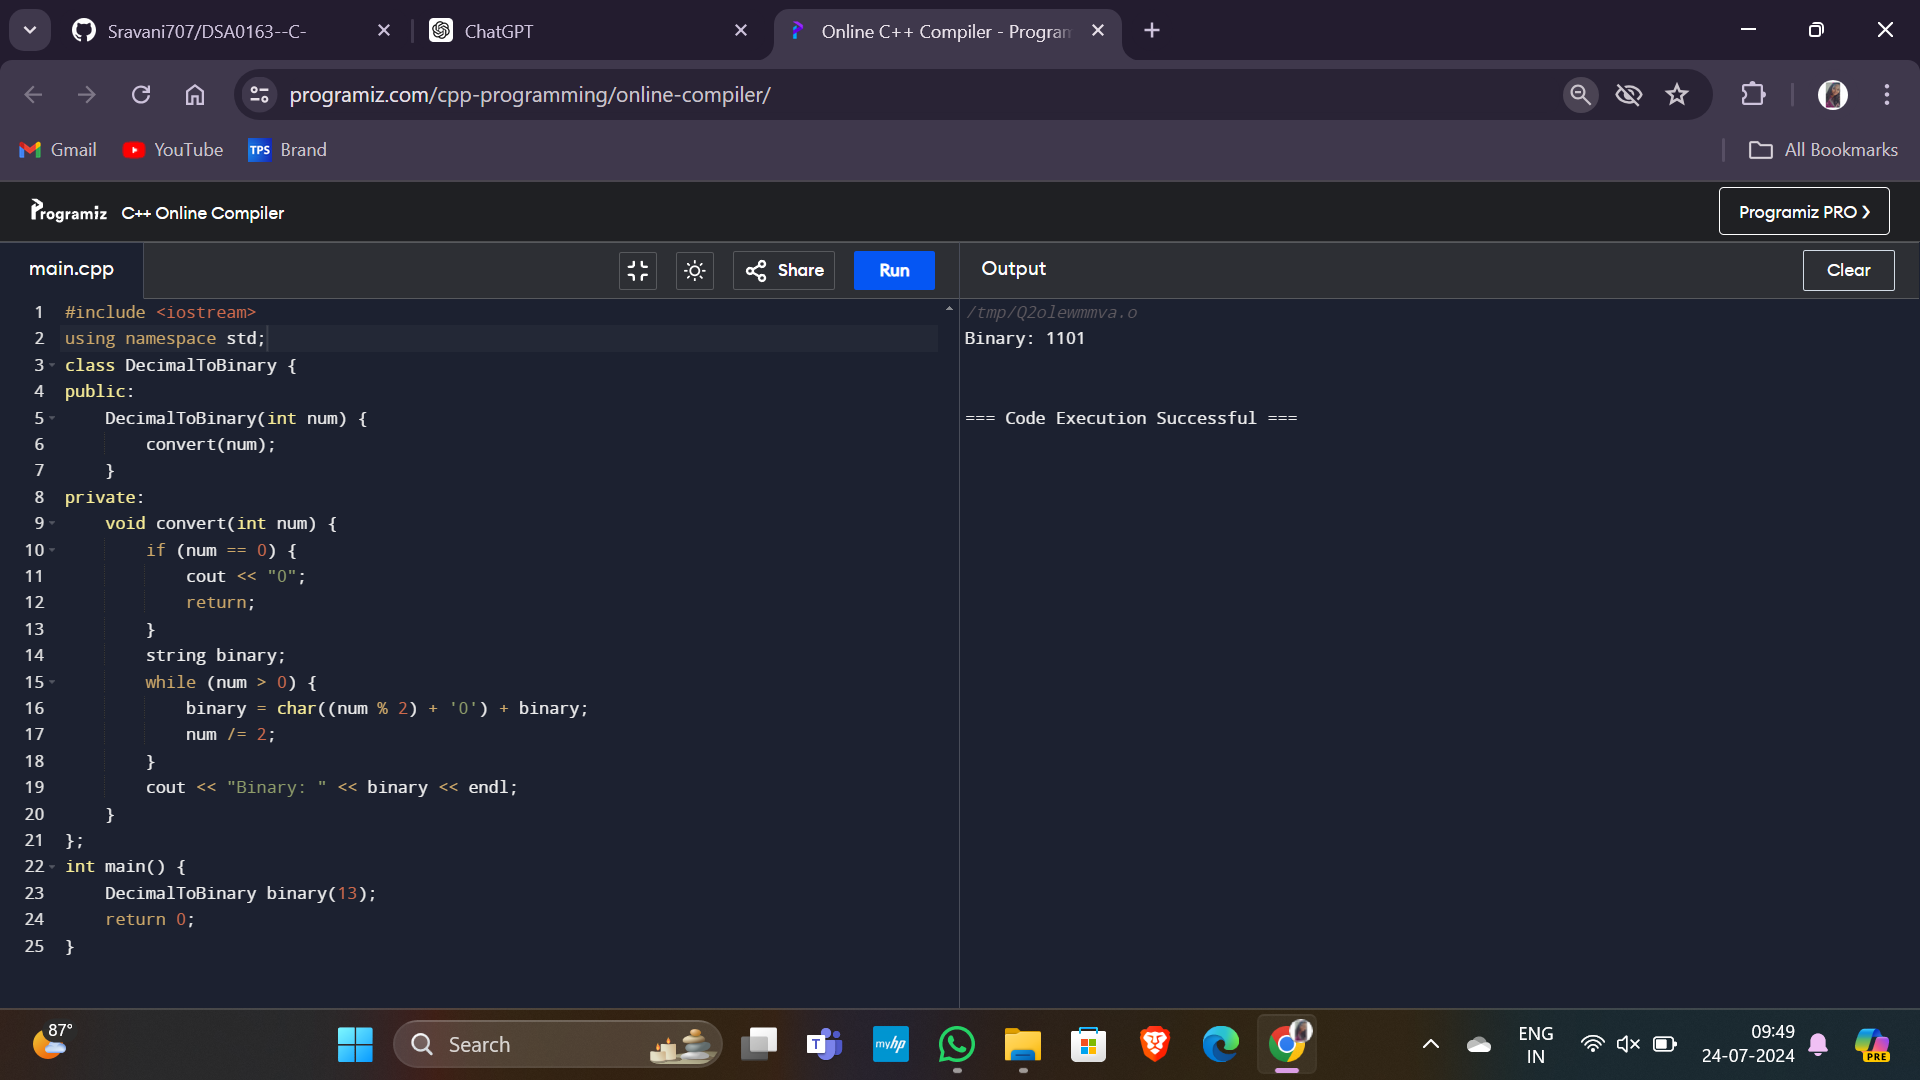 Sravani707/DSA0163--C-
ChatGPT
Online C++ Compiler - Program
programiz.com/cpp-programming/online-compiler/
Gmail
YouTube
TPS
Brand
All Bookmarks
Programiz
C++ Online Compiler
Programiz PRO ❯
main.cpp
Share
Run
Output
Clear
1 #include <iostream>
2 using namespace std;
3 class DecimalToBinary {
4 public:
5     DecimalToBinary(int num) {
6         convert(num);
7     }
8 private:
9     void convert(int num) {
10         if (num == 0) {
11             cout << "0";
12             return;
13         }
14         string binary;
15         while (num > 0) {
16             binary = char((num % 2) + '0') + binary;
17             num /= 2;
18         }
19         cout << "Binary: " << binary << endl;
20     }
21 };
22 int main() {
23     DecimalToBinary binary(13);
24     return 0;
25 }
/tmp/Q2olewmmva.o
Binary: 1101
=== Code Execution Successful ===
87°
Search
T
myhp
ENG
IN
09:49
24-07-2024
PRE